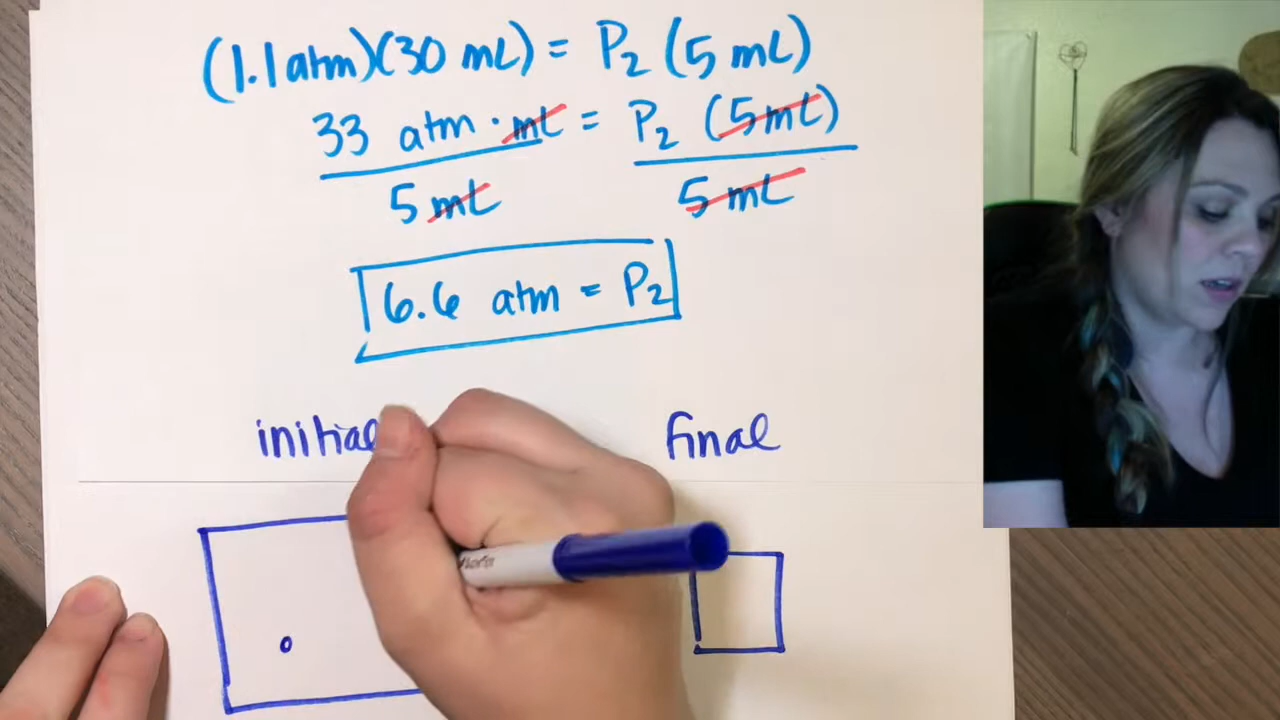 (1.1 atm)(30 mL) = P₂ (5 mL)
33 atm · mL = P₂ (5 mL)
5 mL 5 mL
6.6 atm = P₂
initial final